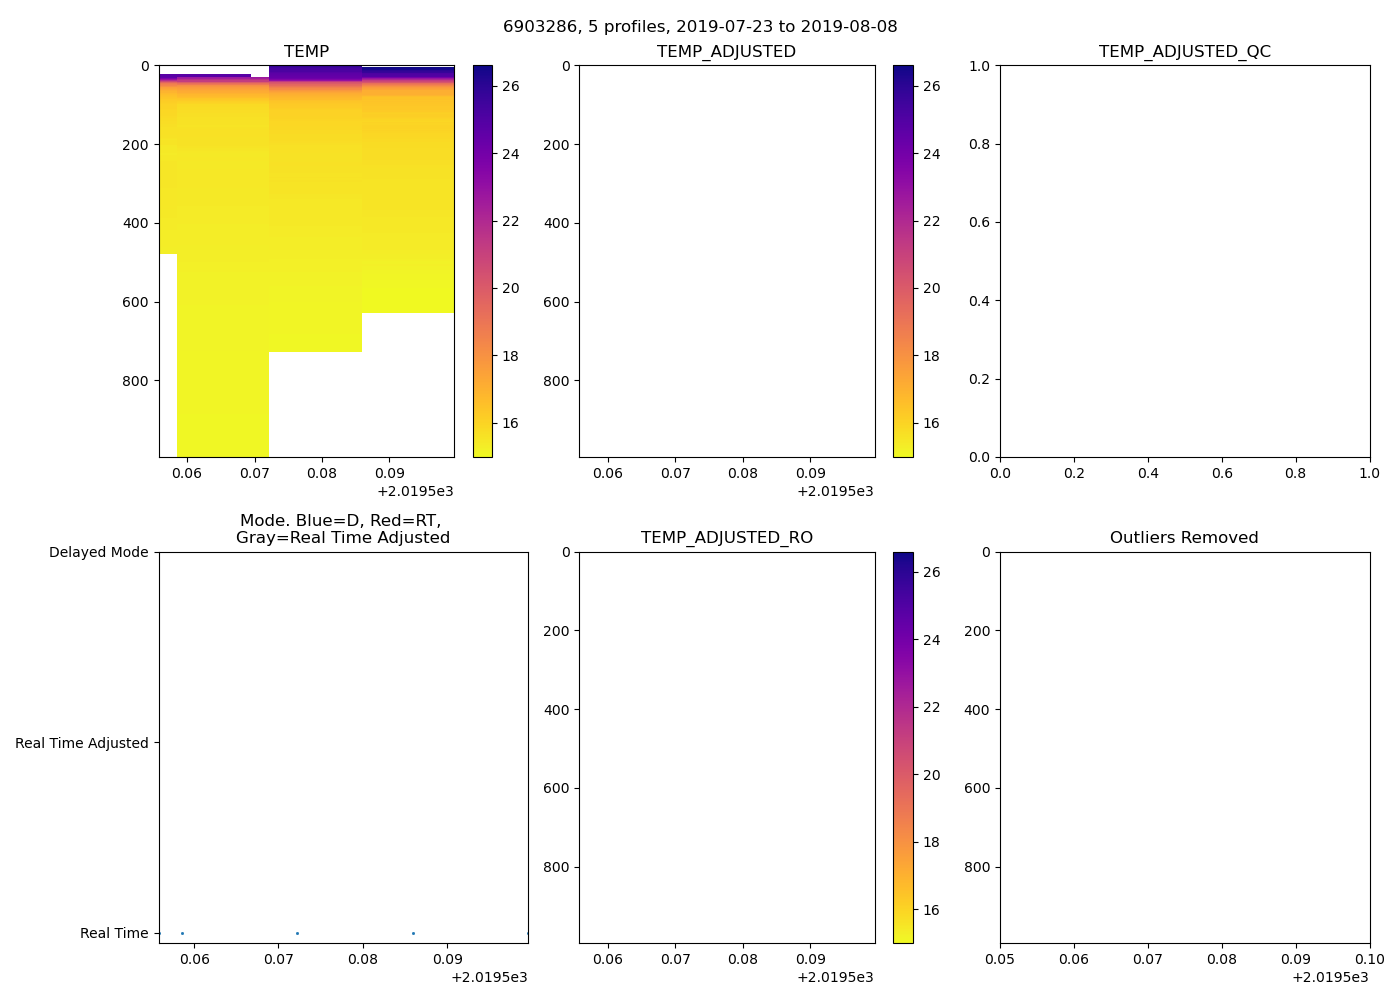 6903286, 5 profiles, 2019-07-23 to 2019-08-08
TEMP
0
200
400
600
800
0.06 0.07 0.08 0.09
+2.0195e3
26
24
22
20
18
16
TEMP_ADJUSTED
0
200
400
600
800
0.06 0.07 0.08 0.09
+2.0195e3
26
24
22
20
18
16
TEMP_ADJUSTED_QC
1.0
0.8
0.6
0.4
0.2
0.0
0.0 0.2 0.4 0.6 0.8 1.0
Mode. Blue=D, Red=RT,
Gray=Real Time Adjusted
Delayed Mode
Real Time Adjusted
Real Time
0.06 0.07 0.08 0.09
+2.0195e3
TEMP_ADJUSTED_RO
0
200
400
600
800
0.06 0.07 0.08 0.09
+2.0195e3
26
24
22
20
18
16
Outliers Removed
0
200
400
600
800
0.05 0.06 0.07 0.08 0.09 0.10
+2.0195e3